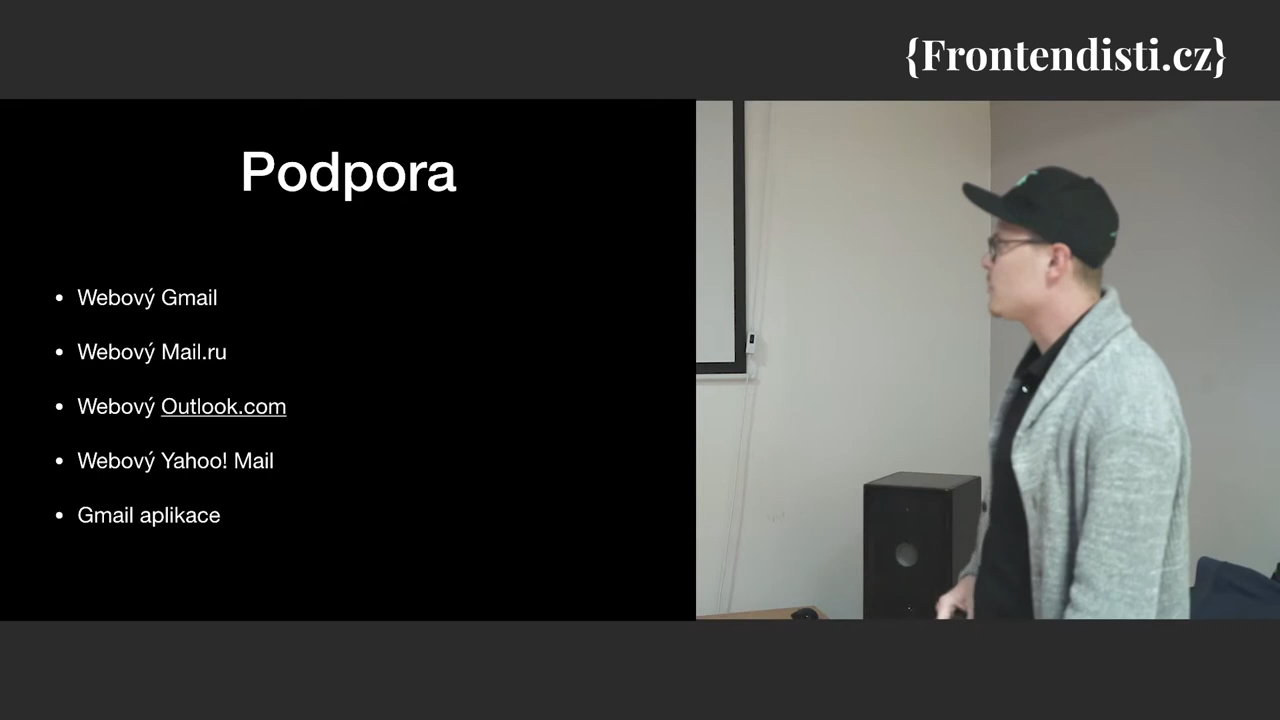 {Frontendisti.cz}
Podpora
• Webový Gmail
• Webový Mail.ru
• Webový Outlook.com
• Webový Yahoo! Mail
• Gmail aplikace